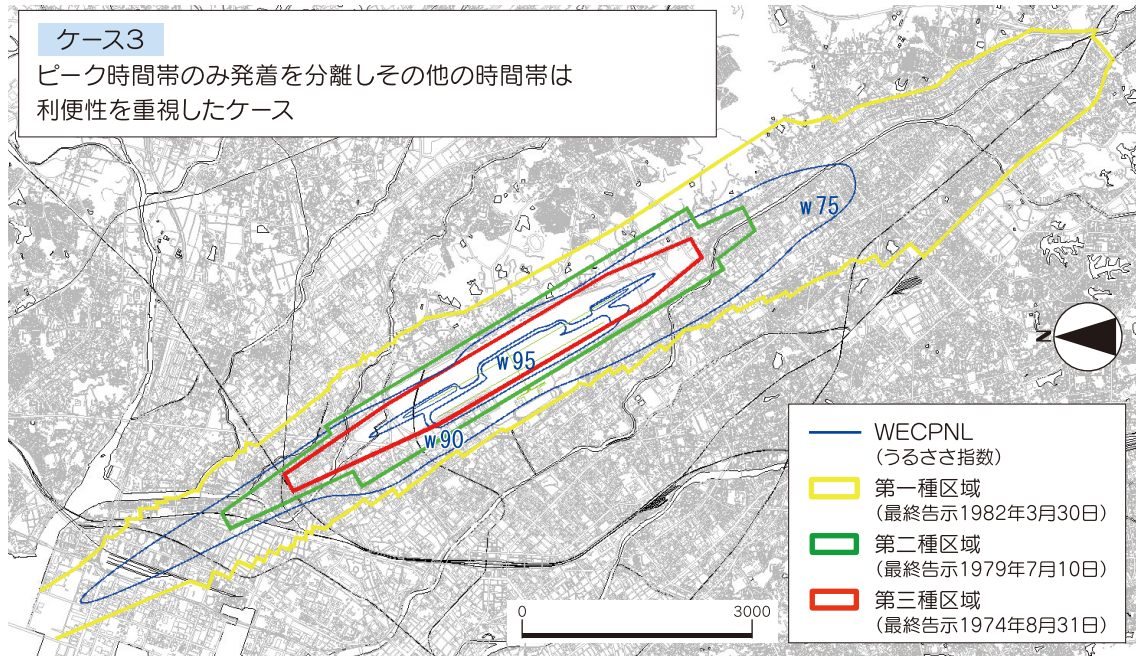 ケース3
ピーク時間帯のみ発着を分離しその他の時間帯は
利便性を重視したケース
w75
w95
w90
N
WECPNL
(うるささ指数)
第一種区域
(最終告示1982年3月30日)
第二種区域
(最終告示1979年7月10日)
第三種区域
(最終告示1974年8月31日)
0 3000